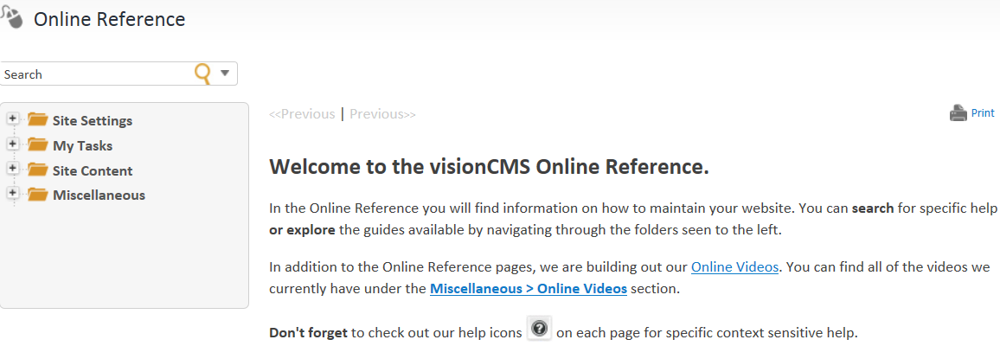 Online Reference
Search
Site Settings
My Tasks
Site Content
Miscellaneous
<<Previous | Previous>>
Print
Welcome to the visionCMS Online Reference.
In the Online Reference you will find information on how to maintain your website. You can search for specific help
or explore the guides available by navigating through the folders seen to the left.
In addition to the Online Reference pages, we are building out our Online Videos. You can find all of the videos we
currently have under the Miscellaneous > Online Videos section.
Don't forget to check out our help icons ? on each page for specific context sensitive help.